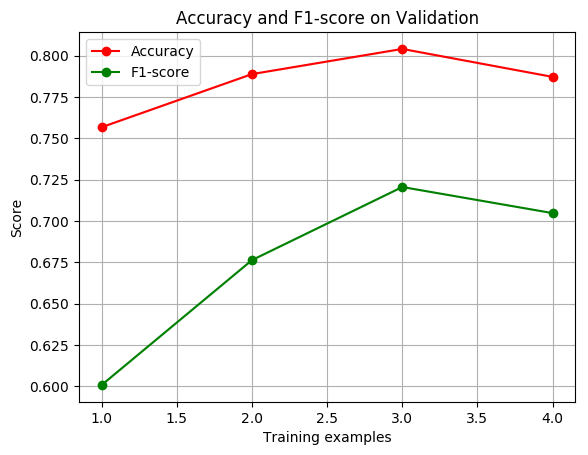 Accuracy and F1-score on Validation
Accuracy
F1-score
0.800
0.775
0.750
0.725
0.700
0.675
0.650
0.625
0.600
Score
1.0 1.5 2.0 2.5 3.0 3.5 4.0
Training examples